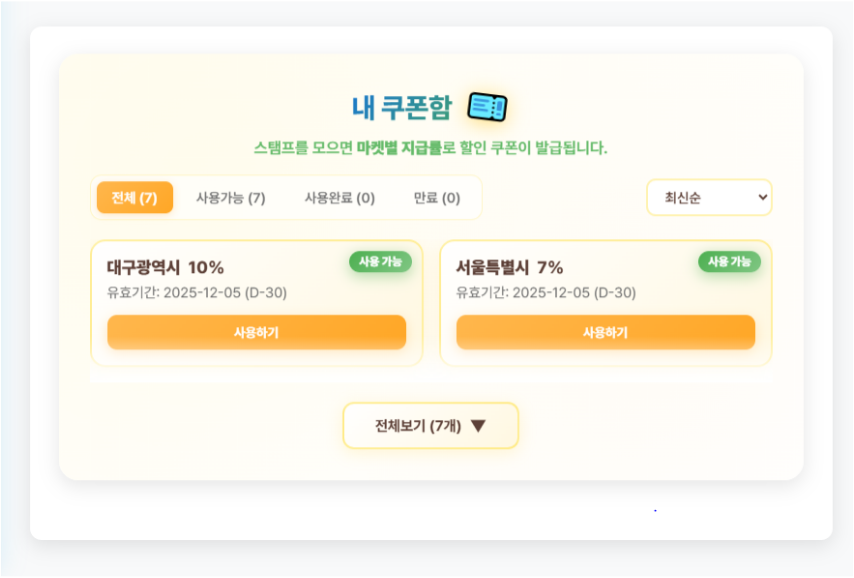 내 쿠폰함
스탬프를 모으면 마켓별 지급률로 할인 쿠폰이 발급됩니다.
전체 (7) 사용가능 (7) 사용완료 (0) 만료 (0) 최신순
대구광역시 10% 사용 가능
유효기간: 2025-12-05 (D-30)
사용하기
서울특별시 7% 사용 가능
유효기간: 2025-12-05 (D-30)
사용하기
전체보기 (7개) ▼